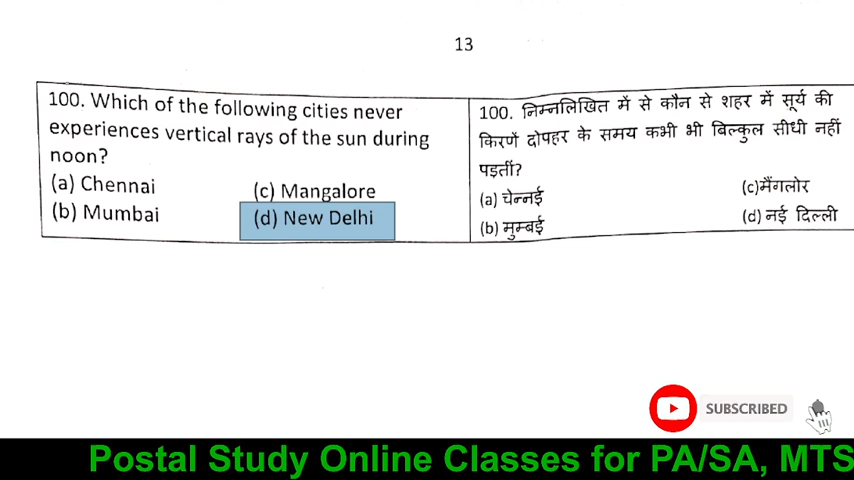 13
100. Which of the following cities never
experiences vertical rays of the sun during
noon?
(a) Chennai
(c) Mangalore
(b) Mumbai
(d) New Delhi
100. निम्नलिखित में से कौन से शहर में सूर्य की
किरणें दोपहर के समय कभी भी बिल्कुल सीधी नहीं
पड़तीं?
(a) चेन्नई
(c)मैंगलोर
(b) मुम्बई
(d) नई दिल्ली
SUBSCRIBED
Postal Study Online Classes for PA/SA, MTS